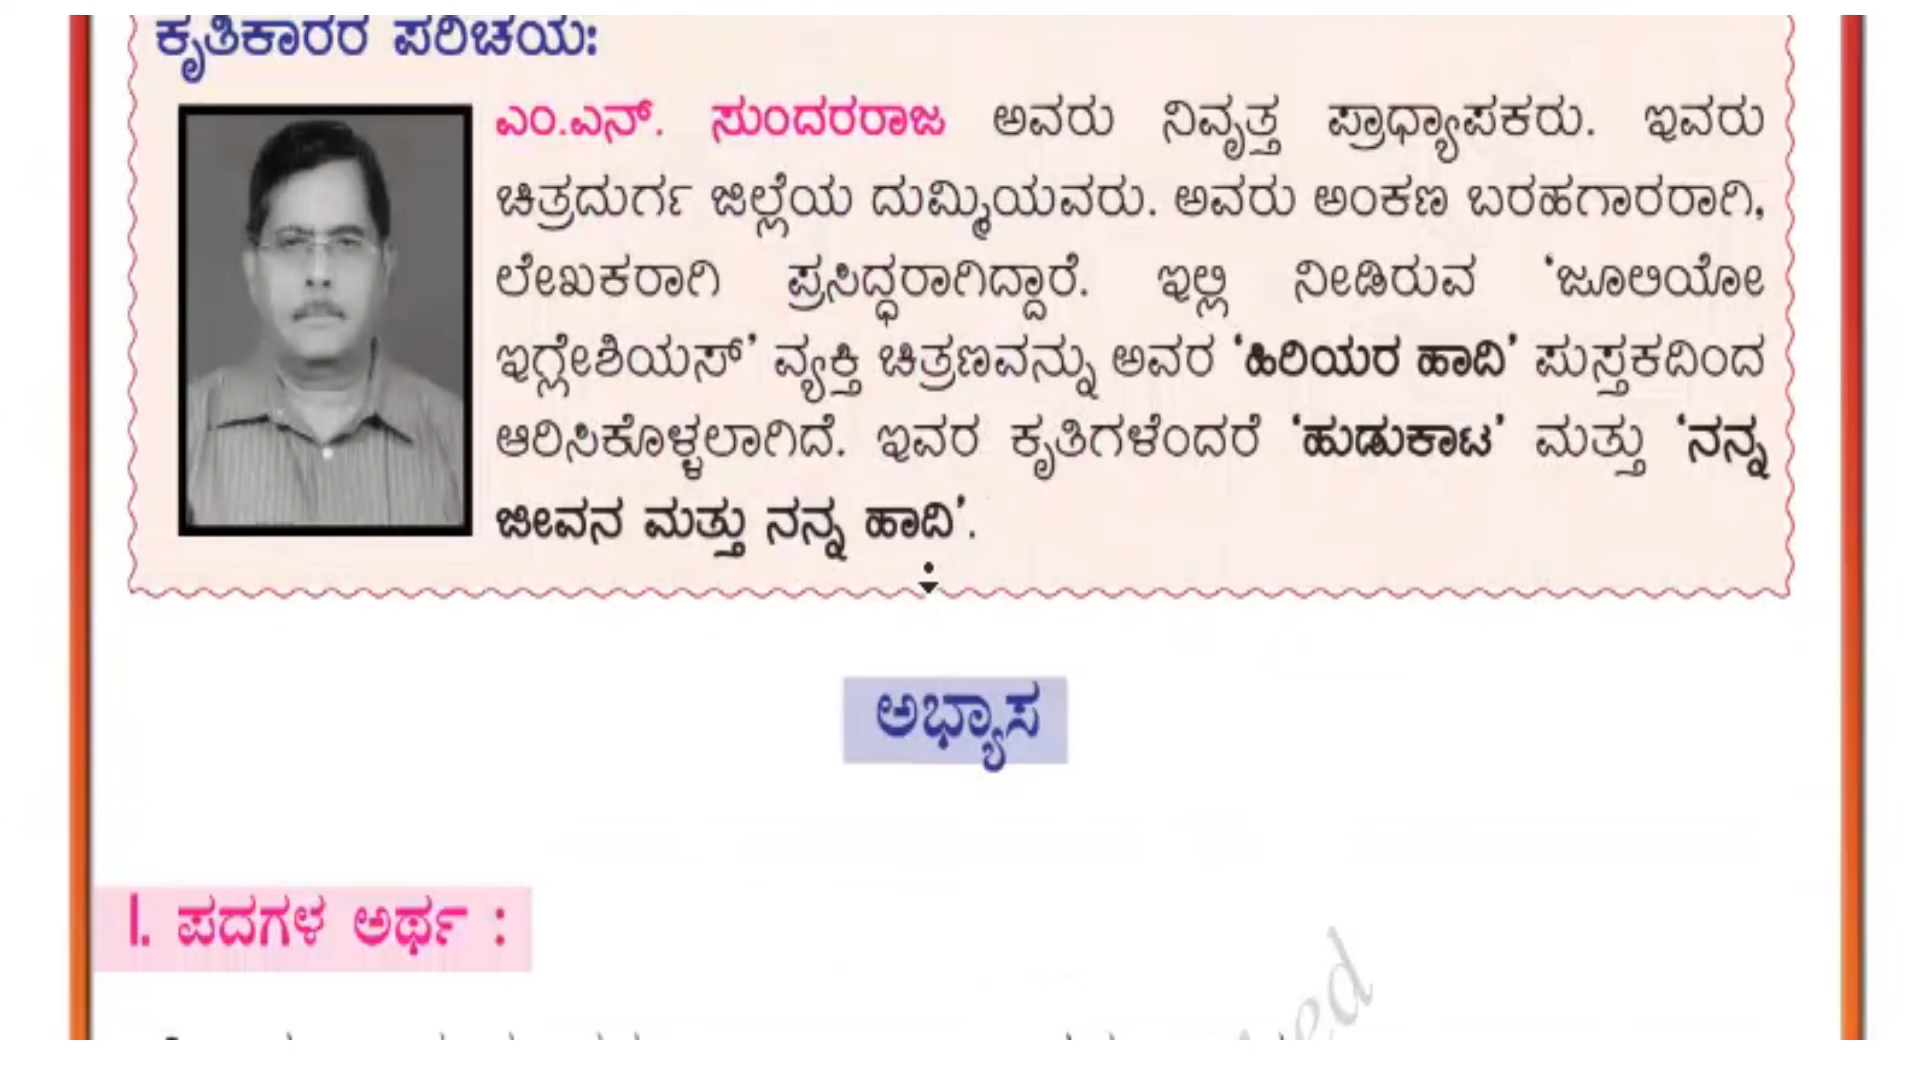 ಕೃತಿಕಾರರ ಪರಿಚಯ:
ಎಂ.ಎನ್. ಸುಂದರರಾಜ ಅವರು ನಿವೃತ್ತ ಪ್ರಾಧ್ಯಾಪಕರು. ಇವರು
ಚಿತ್ರದುರ್ಗ ಜಿಲ್ಲೆಯ ದುಮ್ಮಿಯವರು. ಅವರು ಅಂಕಣ ಬರಹಗಾರರಾಗಿ,
ಲೇಖಕರಾಗಿ ಪ್ರಸಿದ್ಧರಾಗಿದ್ದಾರೆ. ಇಲ್ಲಿ ನೀಡಿರುವ ‘ಜೂಲಿಯೋ
ಇಗ್ಲೇಶಿಯಸ್’ ವ್ಯಕ್ತಿ ಚಿತ್ರಣವನ್ನು ಅವರ ‘ಹಿರಿಯರ ಹಾದಿ’ ಪುಸ್ತಕದಿಂದ
ಆರಿಸಿಕೊಳ್ಳಲಾಗಿದೆ. ಇವರ ಕೃತಿಗಳೆಂದರೆ ‘ಹುಡುಕಾಟ’ ಮತ್ತು ‘ನನ್ನ
ಜೀವನ ಮತ್ತು ನನ್ನ ಹಾದಿ’.
ಅಭ್ಯಾಸ
I. ಪದಗಳ ಅರ್ಥ :